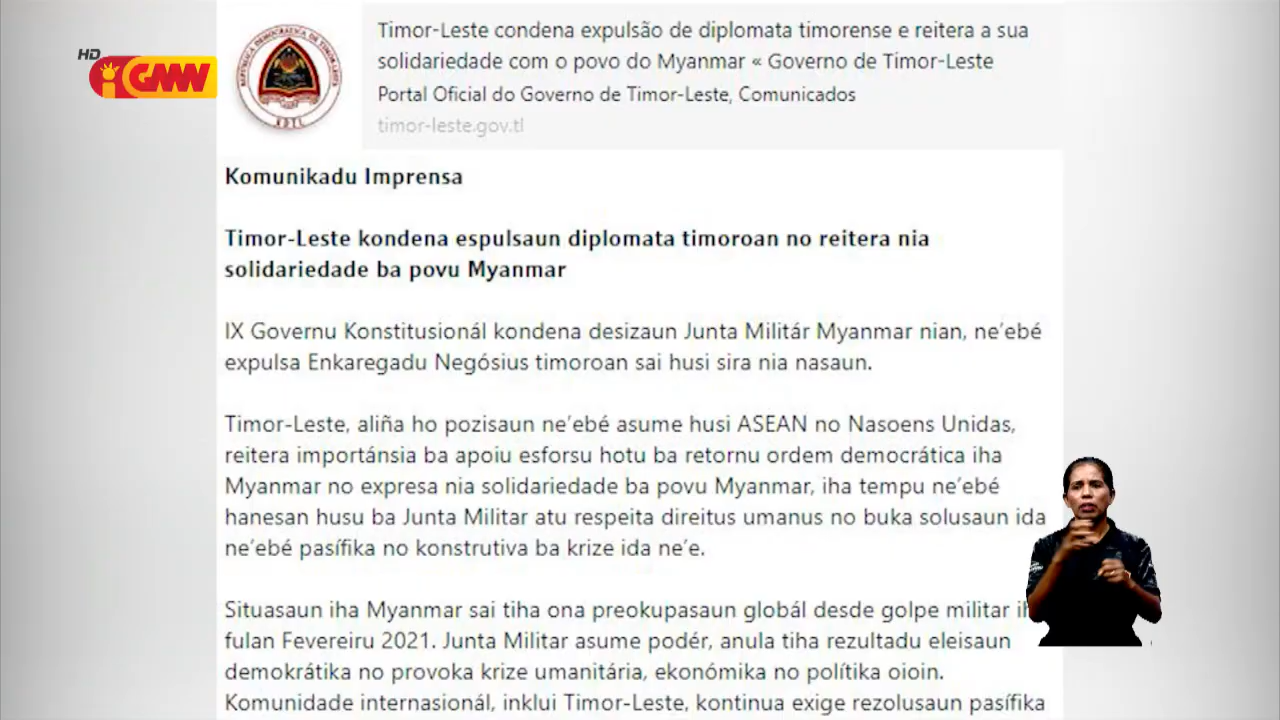 HD
GMN
REPÚBLICA DEMOCRÁTICA DE TIMOR-LESTE
RDTL
Timor-Leste condena expulsão de diplomata timorense e reitera a sua
solidariedade com o povo do Myanmar « Governo de Timor-Leste
Portal Oficial do Governo de Timor-Leste, Comunicados
timor-leste.gov.tl
Komunikadu Imprensa
Timor-Leste kondena espulsaun diplomata timoroan no reitera nia
solidariedade ba povu Myanmar
IX Governu Konstitusionál kondena desizaun Junta Militár Myanmar nian, ne’ebé
expulsa Enkaregadu Negósius timoroan sai husi sira nia nasaun.
Timor-Leste, aliña ho pozisaun ne’ebé asume husi ASEAN no Nasoens Unidas,
reitera importánsia ba apoiu esforsu hotu ba retornu ordem democrática iha
Myanmar no expresa nia solidariedade ba povu Myanmar, iha tempu ne’ebé
hanesan husu ba Junta Militar atu respeita direitus umanus no buka solusaun ida
ne’ebé pasífika no konstrutiva ba krize ida ne’e.
Situasaun iha Myanmar sai tiha ona preokupasaun globál desde golpe militar
fulan Fevereiru 2021. Junta Militar asume podér, anula tiha rezultadu eleisaun
demokrátika no provoka krize umanitária, ekonómika no polítika oioin.
Komunidade internasionál, inklui Timor-Leste, kontinua exige rezolusaun pasífika